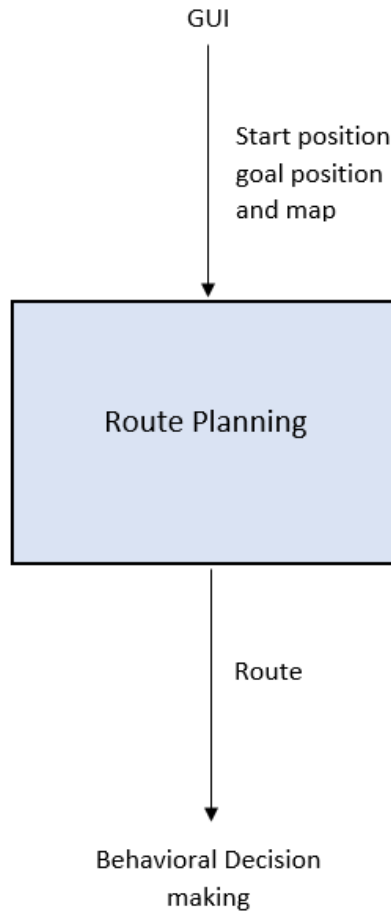 GUI
Start position
goal position
and map
Route Planning
Route
Behavioral Decision
making